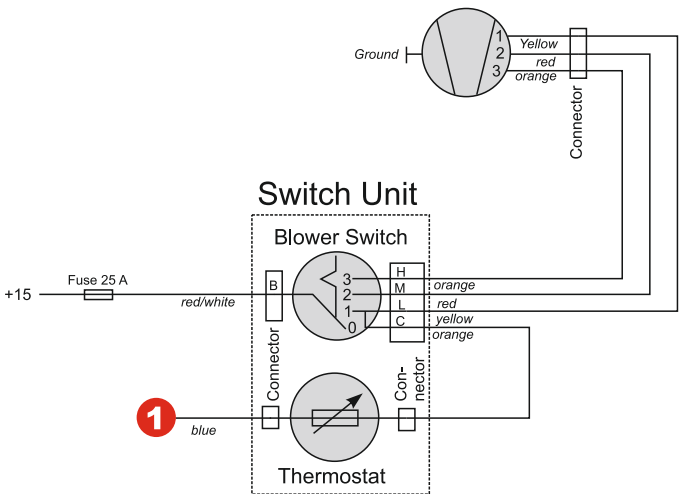 1
Yellow
Ground
2
red
3
orange
Connector
Switch Unit
Blower Switch
Fuse 25 A
+15
red/white
B
3
H
orange
2
M
1
L
red
0
C
yellow
orange
Connector
Con-
nector
1
blue
Thermostat